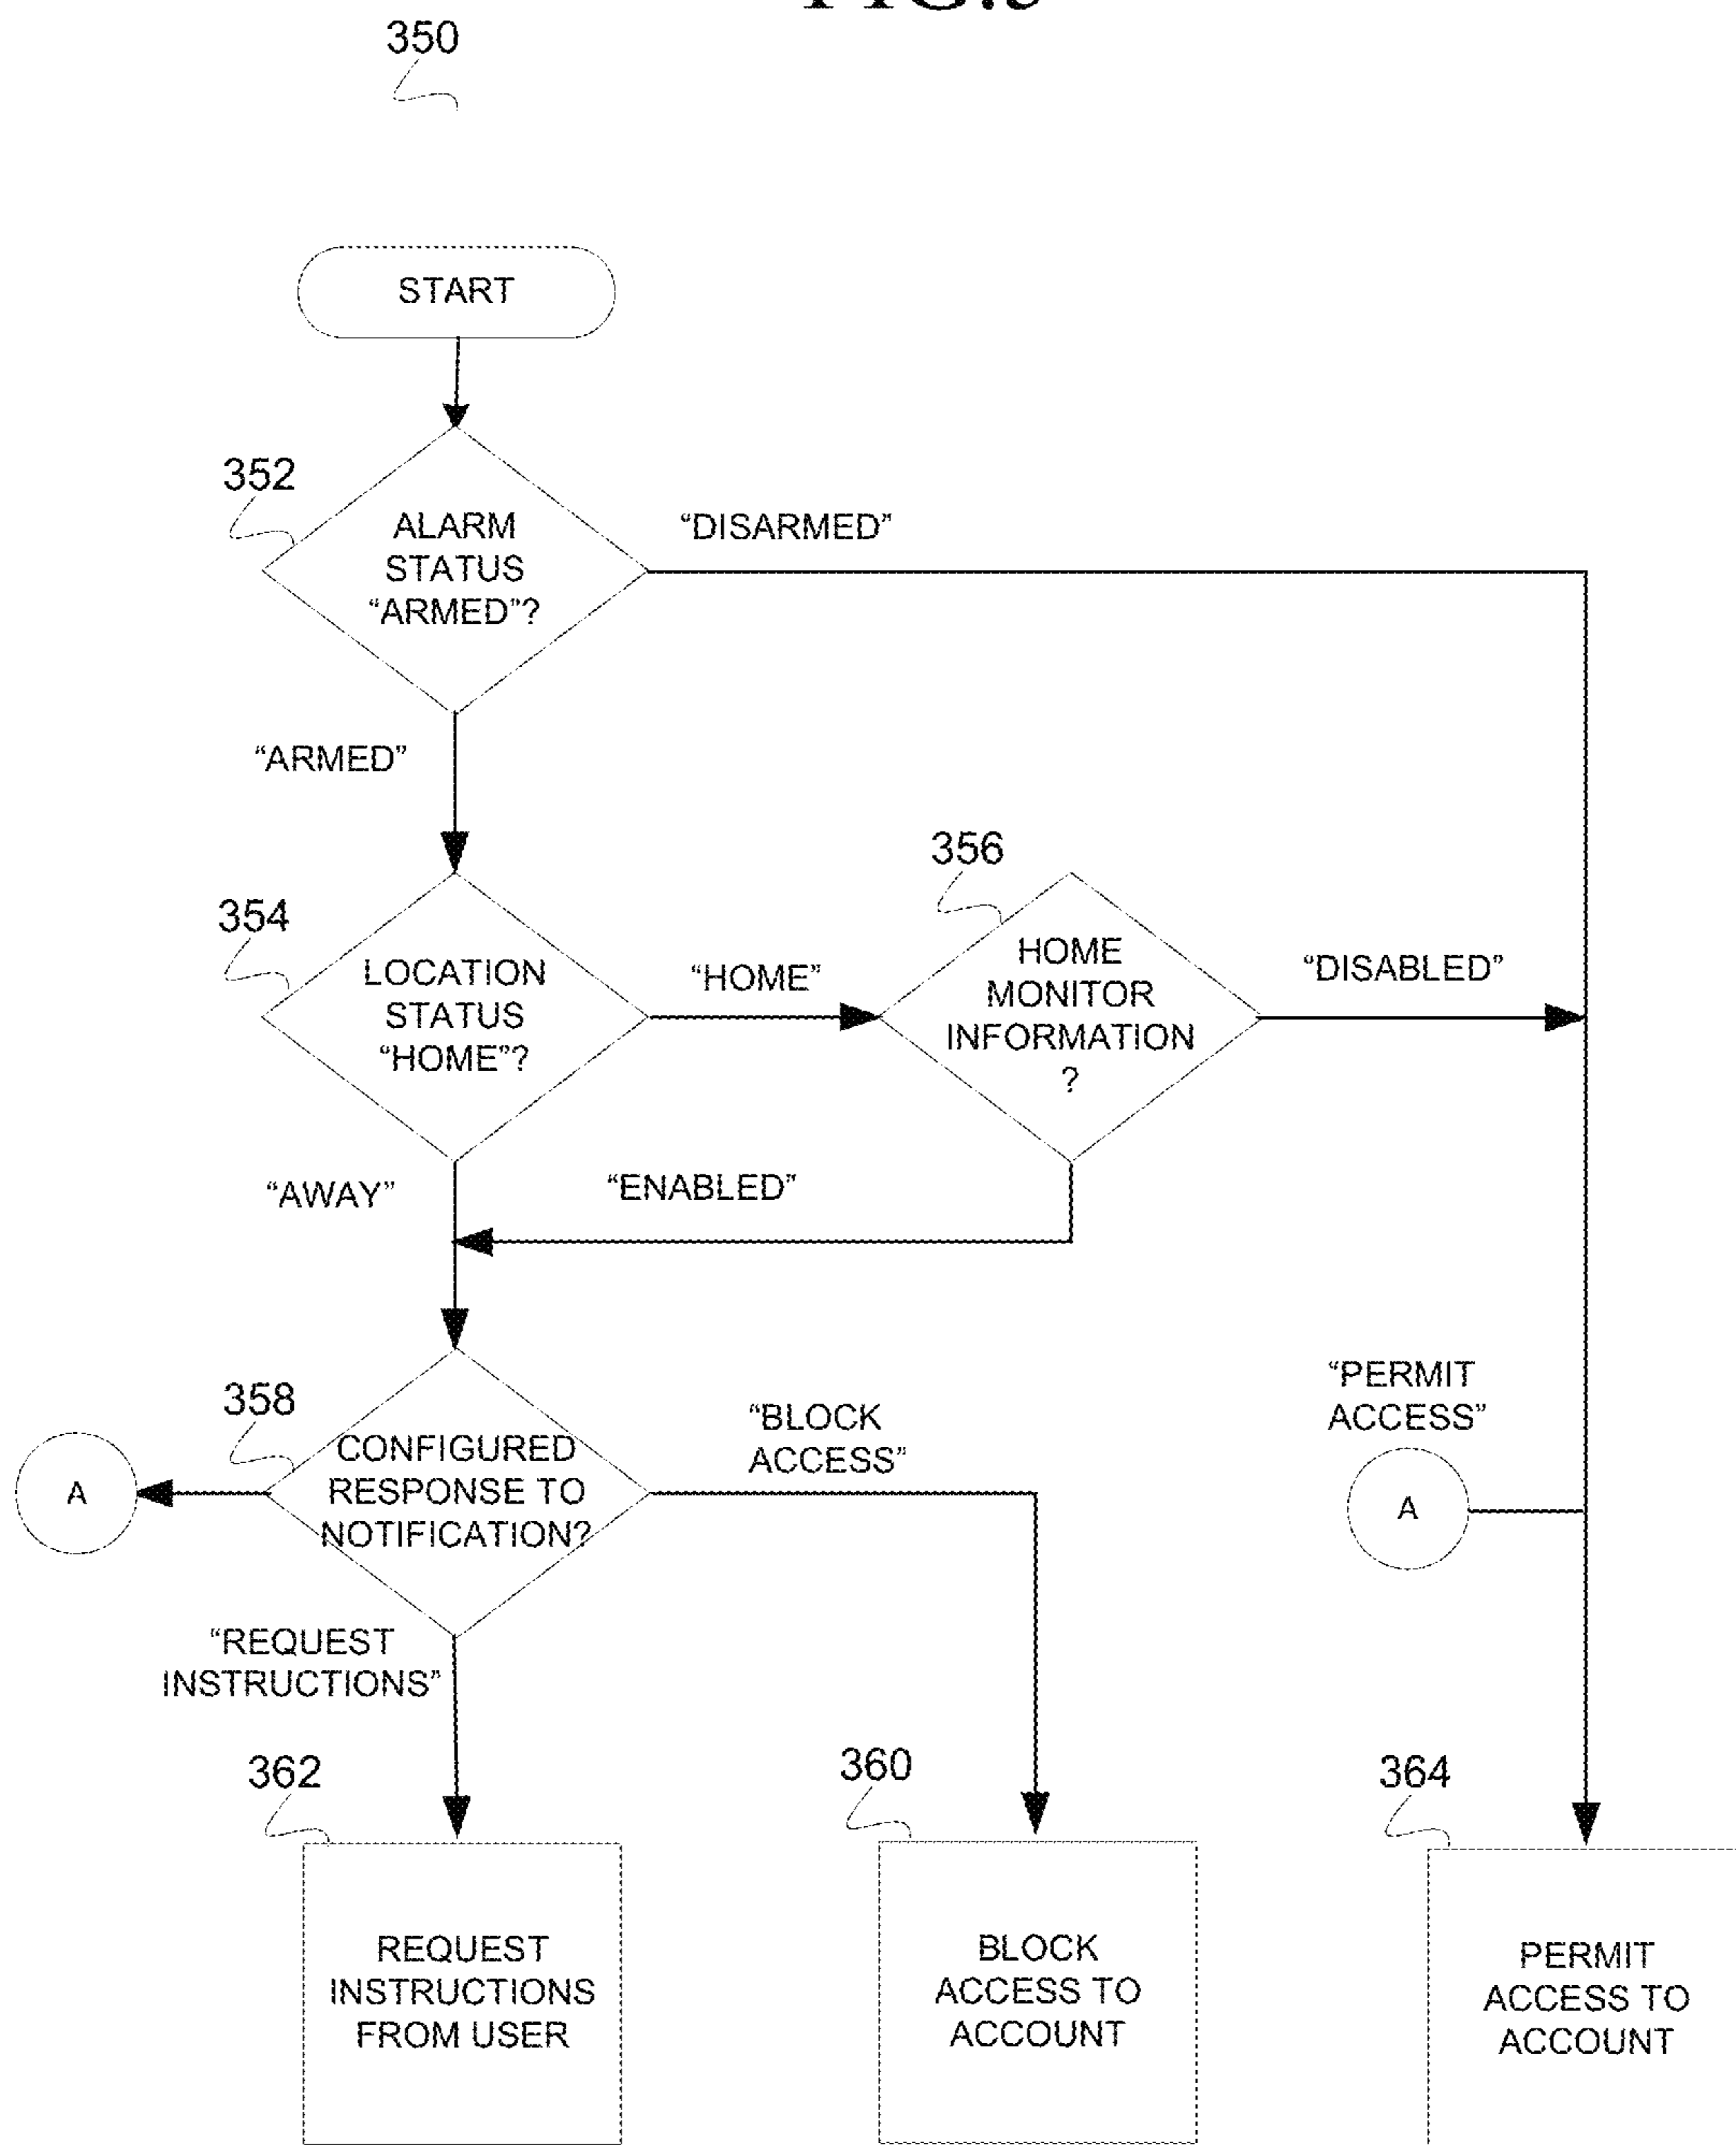 350
START
352
ALARM
STATUS
“ARMED”?
“DISARMED”
“ARMED”
354
LOCATION
STATUS
“HOME”?
“HOME”
356
HOME
MONITOR
INFORMATION
?
“DISABLED”
“AWAY”
“ENABLED”
358
CONFIGURED
RESPONSE TO
NOTIFICATION?
A
“BLOCK
ACCESS”
“PERMIT
ACCESS”
A
“REQUEST
INSTRUCTIONS”
362
REQUEST
INSTRUCTIONS
FROM USER
360
BLOCK
ACCESS TO
ACCOUNT
364
PERMIT
ACCESS TO
ACCOUNT